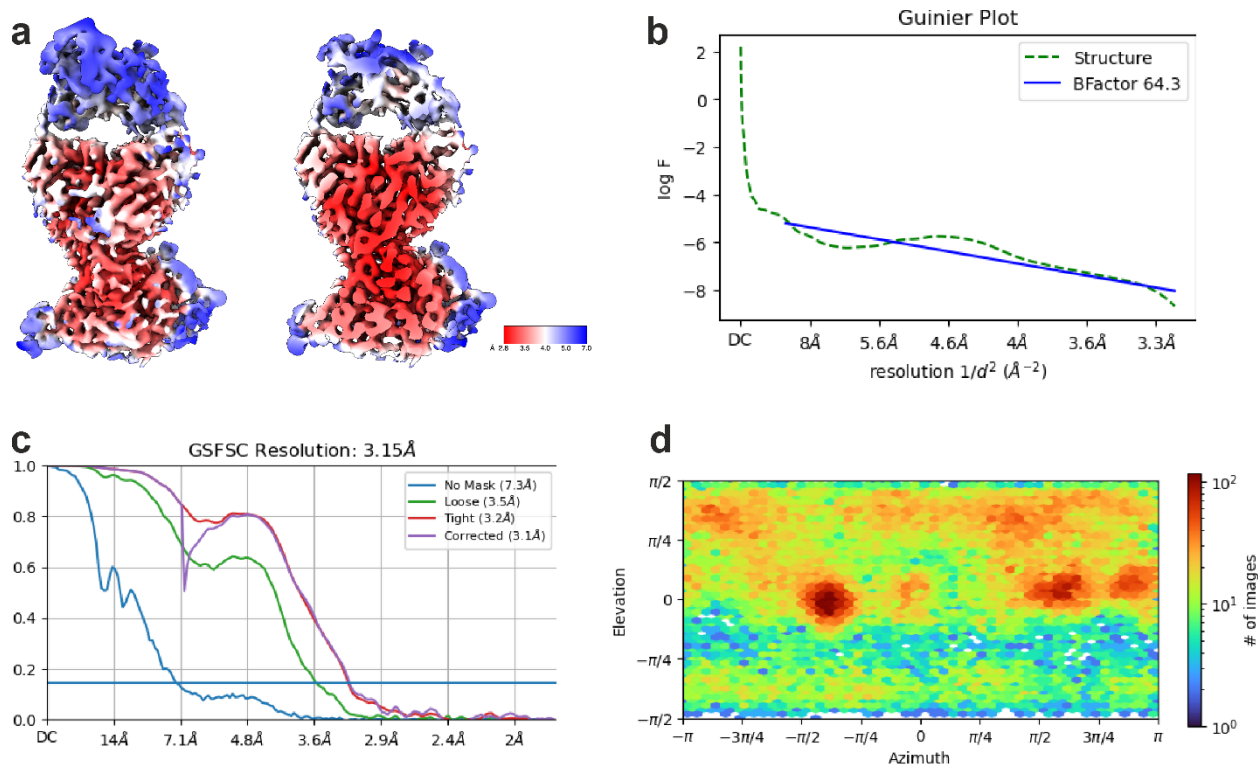 a
Å 2.8 3.5 4.0 5.0 7.0
b
Guinier Plot
Structure
BFactor 64.3
log F
2
0
−2
−4
−6
−8
DC 8Å 5.6Å 4.6Å 4Å 3.6Å 3.3Å
resolution 1/d² (Å⁻²)
c
GSFSC Resolution: 3.15Å
No Mask (7.3Å)
Loose (3.5Å)
Tight (3.2Å)
Corrected (3.1Å)
1.0
0.8
0.6
0.4
0.2
0.0
DC 14Å 7.1Å 4.8Å 3.6Å 2.9Å 2.4Å 2Å
d
Elevation
π/2
π/4
0
−π/4
−π/2
−π −3π/4 −π/2 −π/4 0 π/4 π/2 3π/4 π
Azimuth
10²
10¹
10⁰
# of images